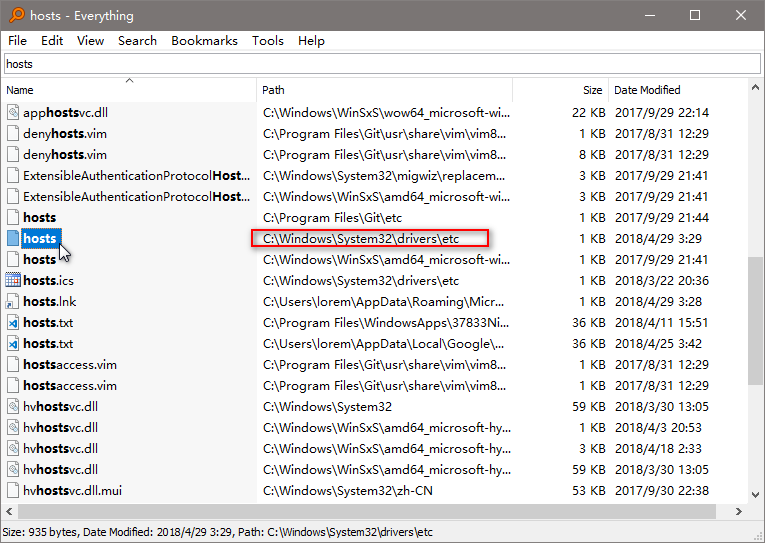 hosts - Everything
File Edit View Search Bookmarks Tools Help
hosts
Name Path Size Date Modified
apphostsvc.dll C:\Windows\WinSxS\wow64_microsoft-wi... 22 KB 2017/9/29 22:14
denyhosts.vim C:\Program Files\Git\usr\share\vim\vim8... 1 KB 2017/8/31 12:29
denyhosts.vim C:\Program Files\Git\usr\share\vim\vim8... 8 KB 2017/8/31 12:29
ExtensibleAuthenticationProtocolHost... C:\Windows\System32\migwiz\replacem... 3 KB 2017/9/29 21:41
ExtensibleAuthenticationProtocolHost... C:\Windows\WinSxS\amd64_microsoft-wi... 3 KB 2017/9/29 21:41
hosts C:\Program Files\Git\etc 1 KB 2017/9/29 21:44
hosts C:\Windows\System32\drivers\etc 1 KB 2018/4/29 3:29
hosts C:\Windows\WinSxS\amd64_microsoft-wi... 1 KB 2017/9/29 21:41
hosts.ics C:\Windows\System32\drivers\etc 1 KB 2018/3/22 20:36
hosts.lnk C:\Users\lorem\AppData\Roaming\Micr... 1 KB 2018/4/29 3:28
hosts.txt C:\Program Files\WindowsApps\37833Ni... 36 KB 2018/4/11 15:51
hosts.txt C:\Users\lorem\AppData\Local\Google\... 36 KB 2018/4/25 3:42
hostsaccess.vim C:\Program Files\Git\usr\share\vim\vim8... 1 KB 2017/8/31 12:29
hostsaccess.vim C:\Program Files\Git\usr\share\vim\vim8... 1 KB 2017/8/31 12:29
hvhostsvc.dll C:\Windows\System32 59 KB 2018/3/30 13:05
hvhostsvc.dll C:\Windows\WinSxS\amd64_microsoft-hy... 1 KB 2018/4/3 20:53
hvhostsvc.dll C:\Windows\WinSxS\amd64_microsoft-hy... 3 KB 2018/4/18 2:33
hvhostsvc.dll C:\Windows\WinSxS\amd64_microsoft-hy... 59 KB 2018/3/30 13:05
hvhostsvc.dll.mui C:\Windows\System32\zh-CN 53 KB 2017/9/30 22:38
Size: 935 bytes, Date Modified: 2018/4/29 3:29, Path: C:\Windows\System32\drivers\etc